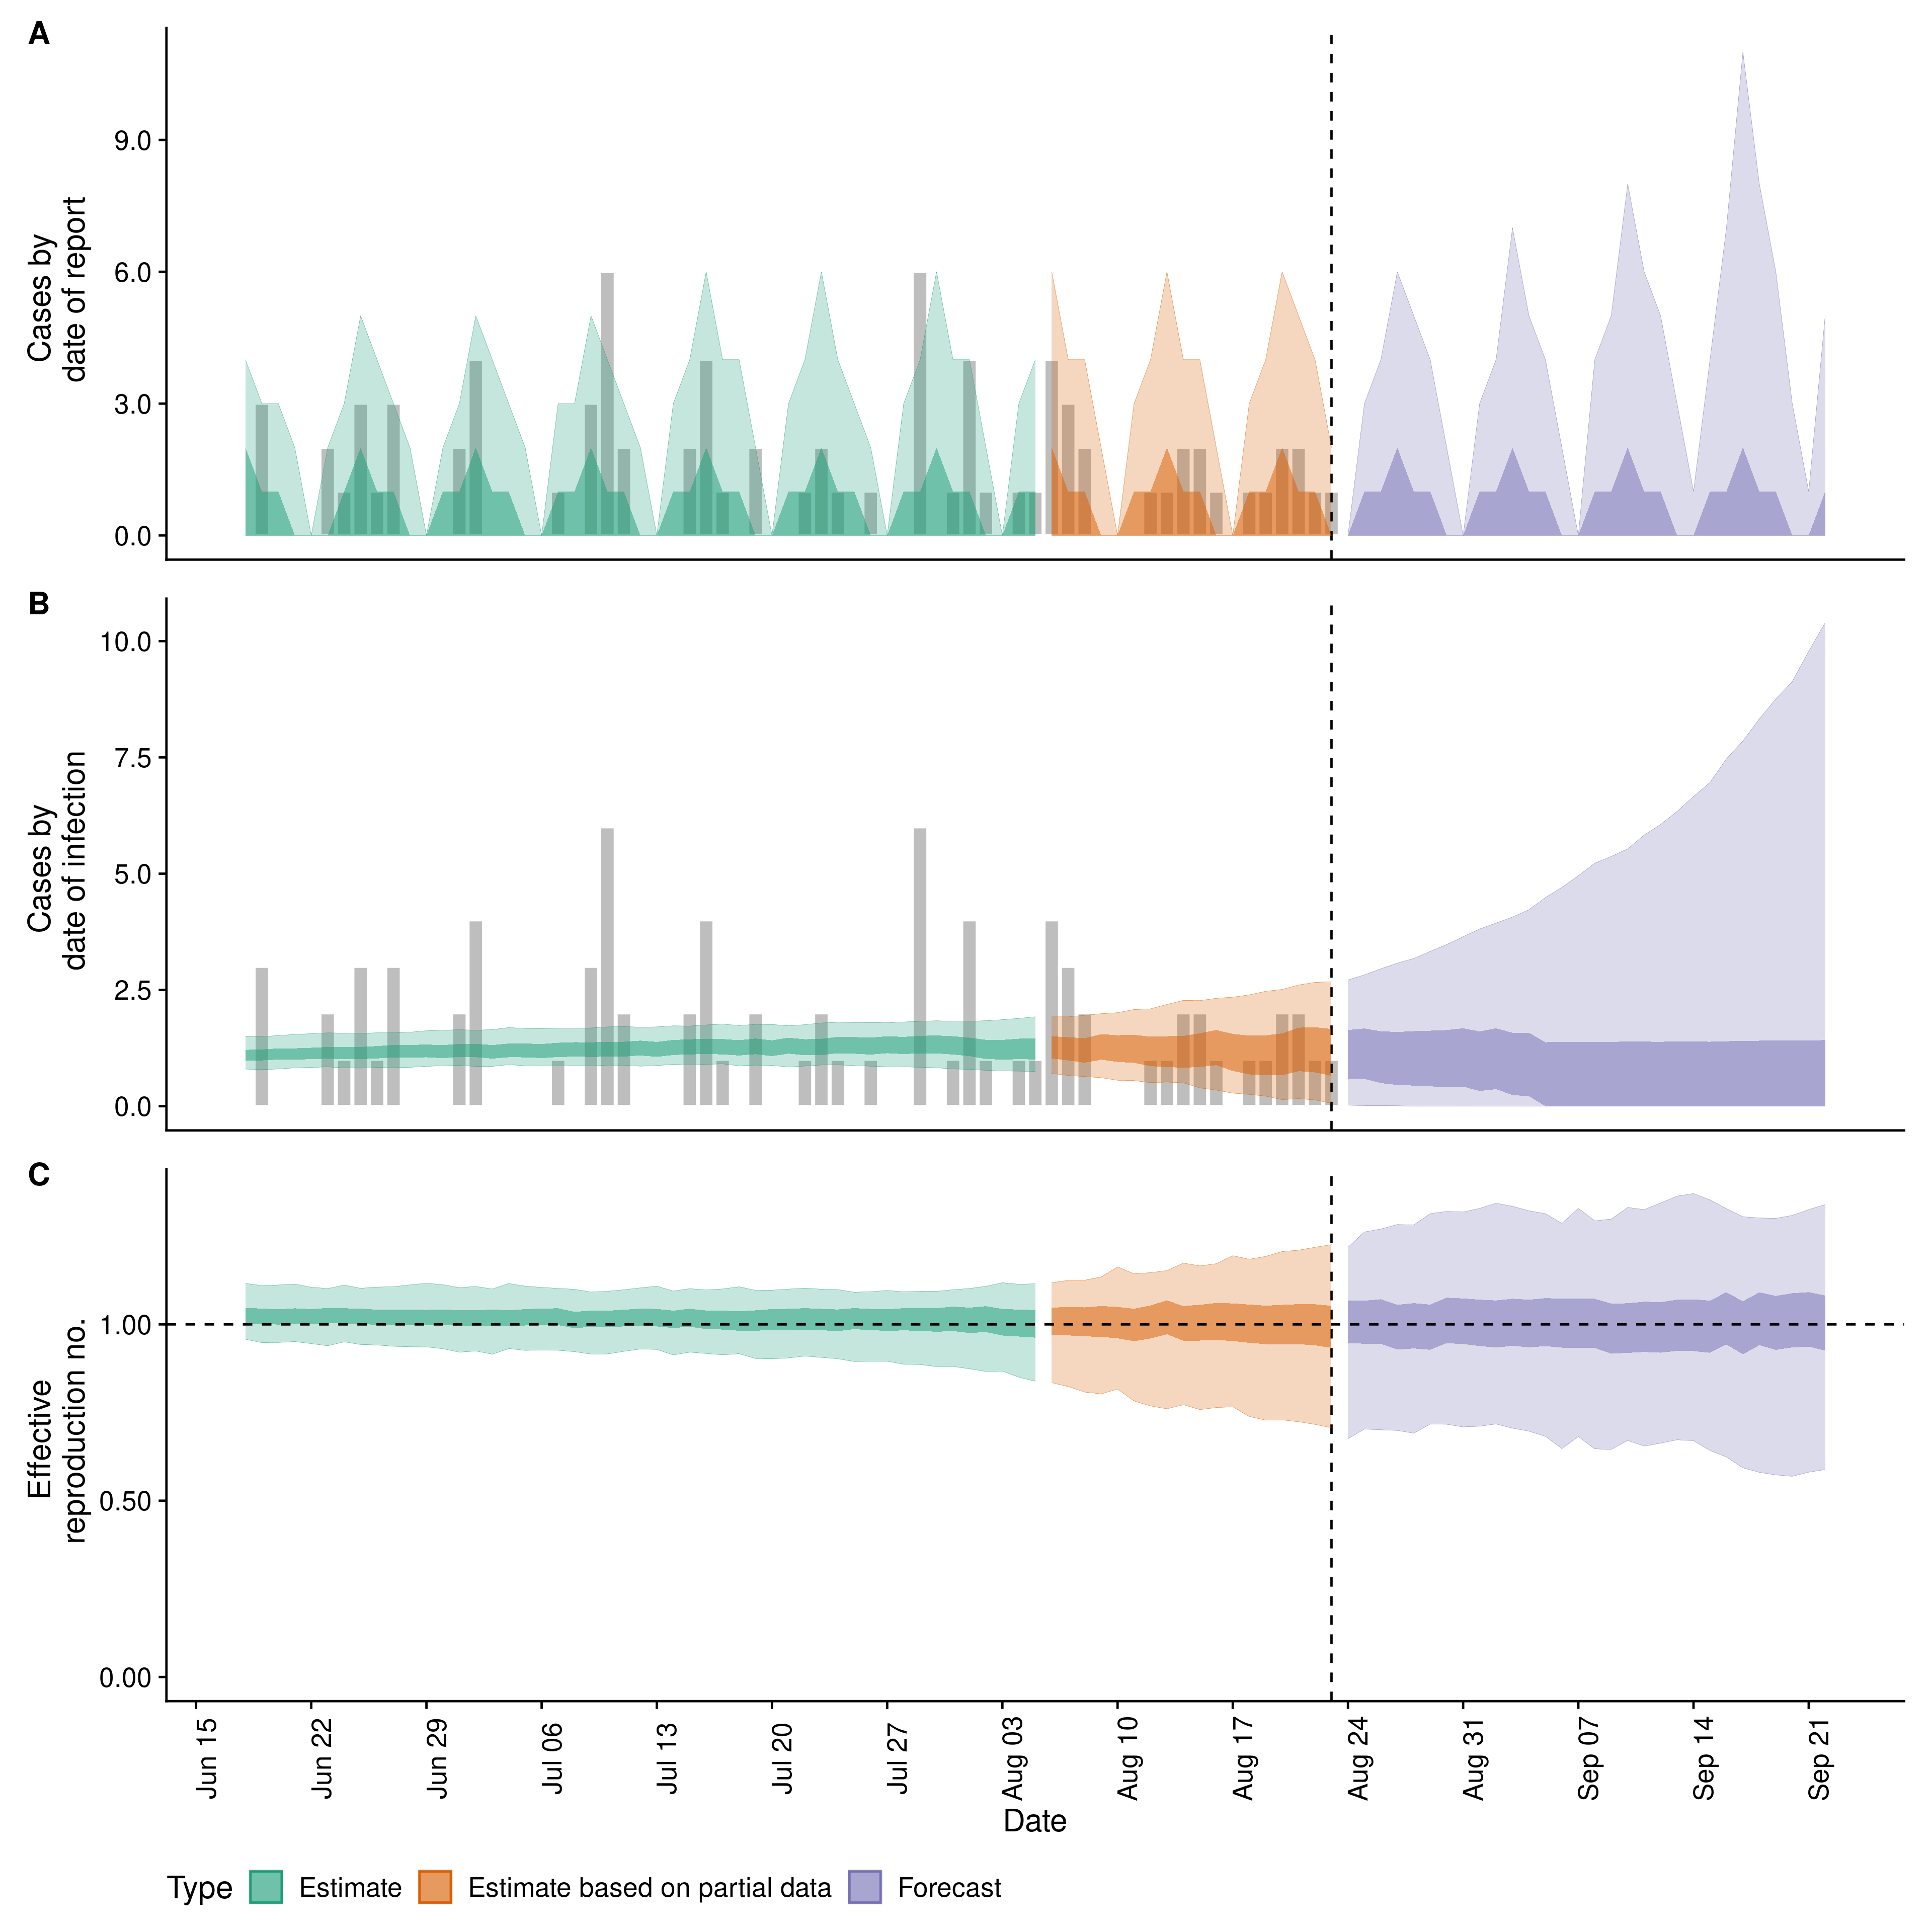 A
Cases by
date of report
9.0
6.0
3.0
0.0
B
Cases by
date of infection
10.0
7.5
5.0
2.5
0.0
C
Effective
reproduction no.
1.00
0.50
0.00
Jun 15
Jun 22
Jun 29
Jul 06
Jul 13
Jul 20
Jul 27
Aug 03
Aug 10
Aug 17
Aug 24
Aug 31
Sep 07
Sep 14
Sep 21
Date
Type Estimate Estimate based on partial data Forecast